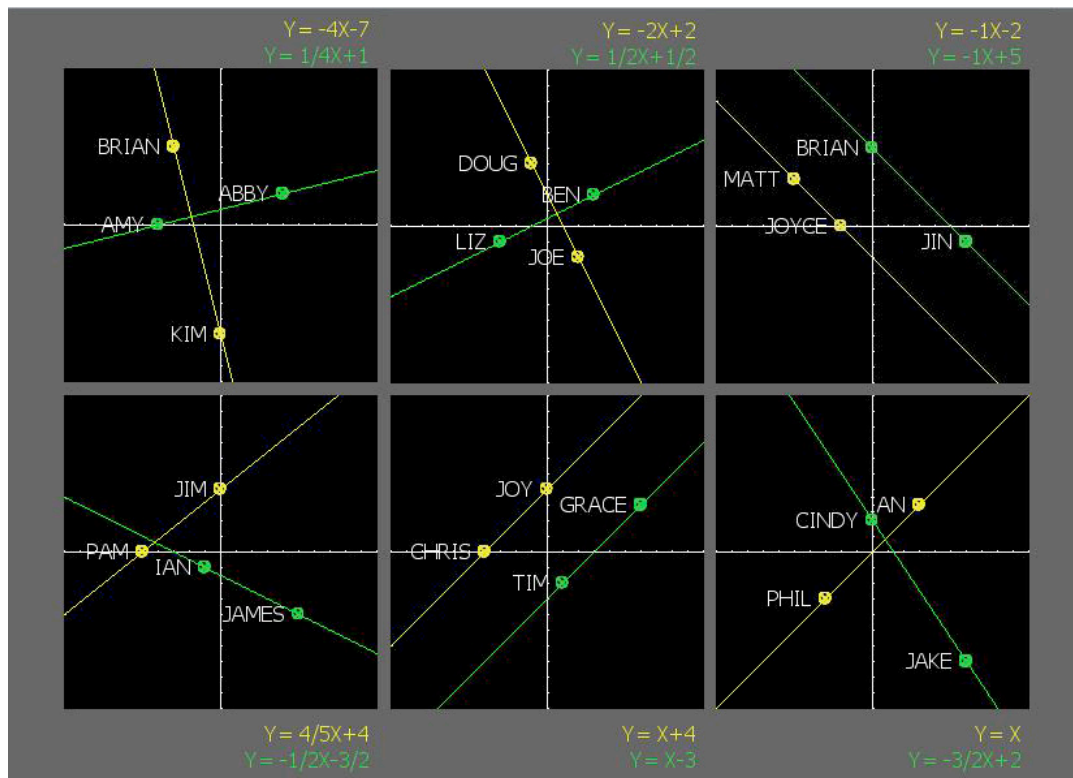 Y = -4X-7
Y = 1/4X+1
Y = -2X+2
Y = 1/2X+1/2
Y = -1X-2
Y = -1X+5
BRIAN
ABBY
AMY
KIM
DOUG
BEN
LIZ
JOE
BRIAN
MATT
JOYCE
JIN
JIM
PAM
IAN
JAMES
JOY
GRACE
CHRIS
TIM
IAN
CINDY
PHIL
JAKE
Y = 4/5X+4
Y = -1/2X-3/2
Y = X+4
Y = X-3
Y = X
Y = -3/2X+2